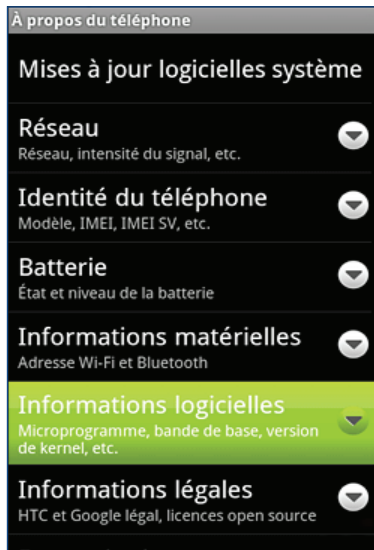 À propos du téléphone
Mises à jour logicielles système
Réseau
Réseau, intensité du signal, etc.
Identité du téléphone
Modèle, IMEI, IMEI SV, etc.
Batterie
État et niveau de la batterie
Informations matérielles
Adresse Wi-Fi et Bluetooth
Informations logicielles
Microprogramme, bande de base, version
de kernel, etc.
Informations légales
HTC et Google légal, licences open source